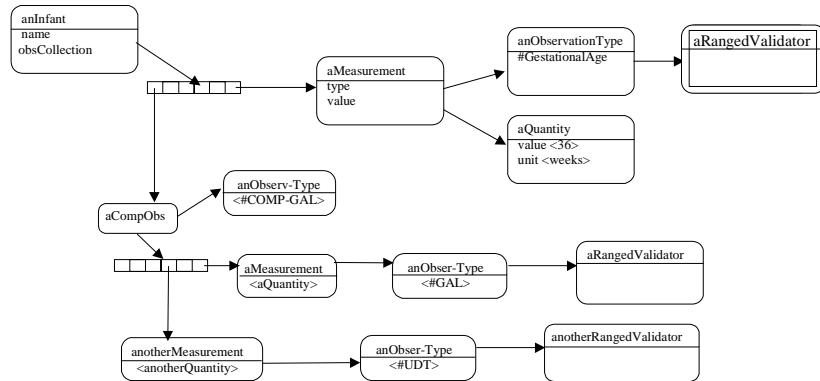 anInfant
name
obsCollection
aMeasurement
type
value
anObservationType
#GestationalAge
aRangedValidator
aQuantity
value <36>
unit <weeks>
anObserv-Type
<#COMP-GAL>
aCompObs
aMeasurement
<aQuantity>
anObser-Type
<#GAL>
aRangedValidator
anotherMeasurement
<anotherQuantity>
anObser-Type
<#UDT>
anotherRangedValidator